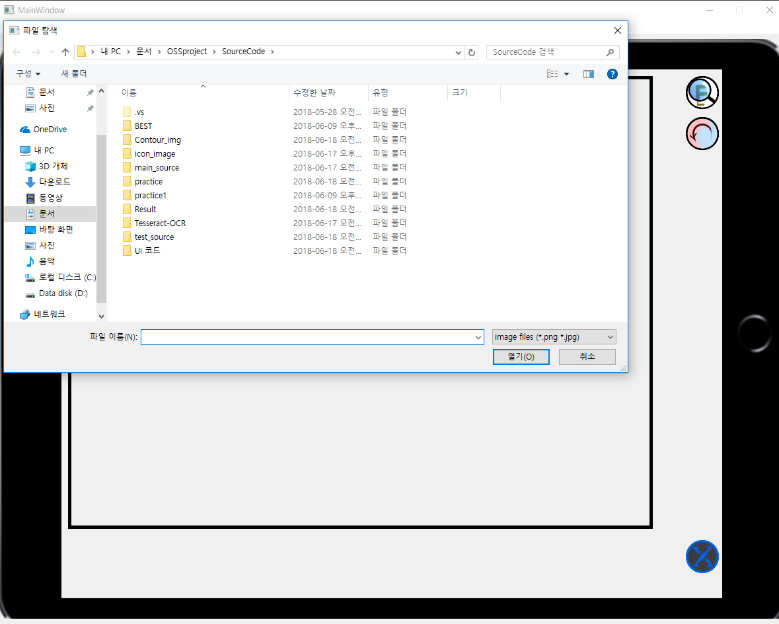 MainWindow
파일 탐색
내 PC > 문서 > OSSproject > SourceCode >
SourceCode 검색
구성
새 폴더
이름 수정한 날짜 유형 크기
문서
사진
OneDrive
내 PC
3D 개체
다운로드
동영상
문서
바탕 화면
사진
음악
로컬 디스크 (C:)
Data disk (D:)
네트워크
.vs 2018-05-28 오전... 파일 폴더
BEST 2018-06-09 오후... 파일 폴더
Contour_img 2018-06-18 오전... 파일 폴더
icon_image 2018-06-17 오후... 파일 폴더
main_source 2018-06-17 오전... 파일 폴더
practice 2018-06-18 오전... 파일 폴더
practice1 2018-06-09 오후... 파일 폴더
Result 2018-06-18 오전... 파일 폴더
Tesseract-OCR 2018-06-17 오전... 파일 폴더
test_source 2018-06-18 오전... 파일 폴더
UI 코드 2018-06-18 오전... 파일 폴더
파일 이름(N):
image files (*.png *.jpg)
열기(O)
취소